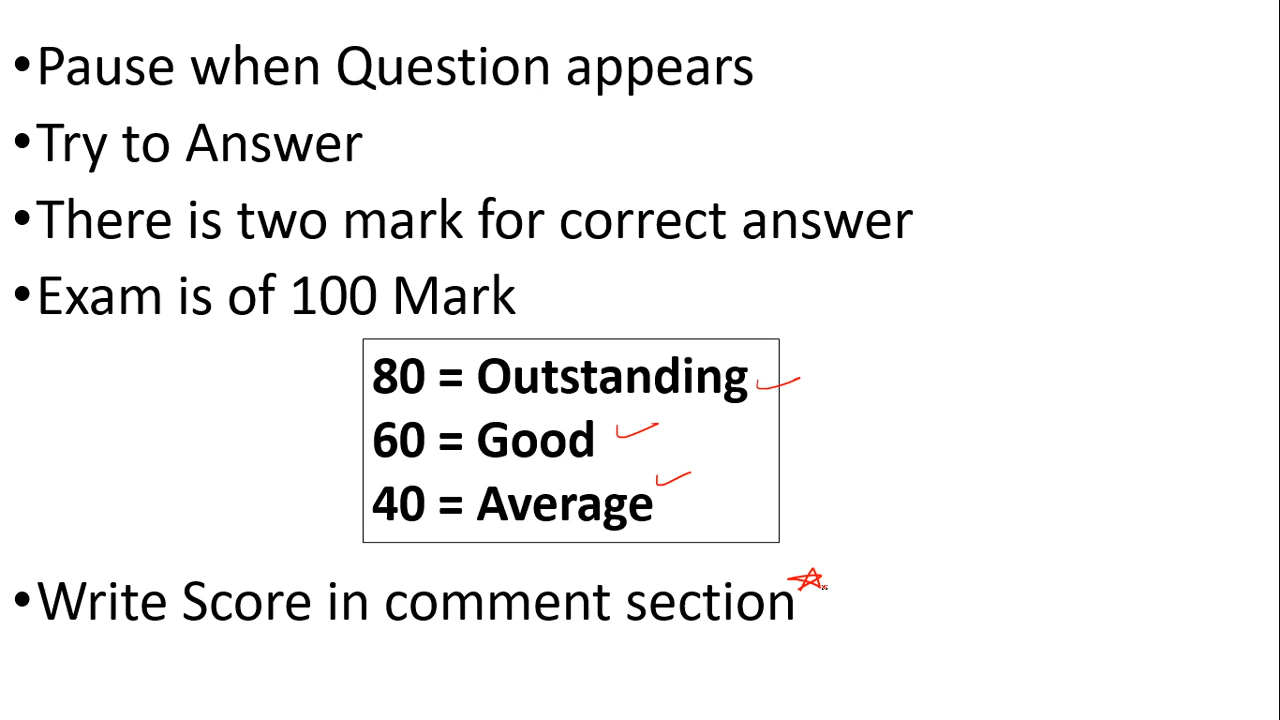 •Pause when Question appears
•Try to Answer
•There is two mark for correct answer
•Exam is of 100 Mark
80 = Outstanding
60 = Good
40 = Average
•Write Score in comment section